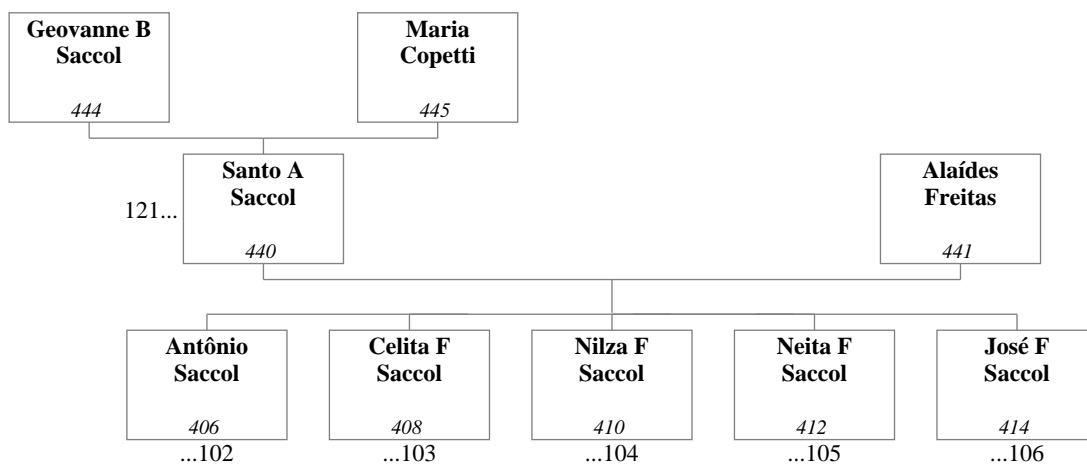 Geovanne B
Saccol
444
Maria
Copetti
445
121...
Santo A
Saccol
440
Alaídes
Freitas
441
Antônio
Saccol
406
...102
Celita F
Saccol
408
...103
Nilza F
Saccol
410
...104
Neita F
Saccol
412
...105
José F
Saccol
414
...106